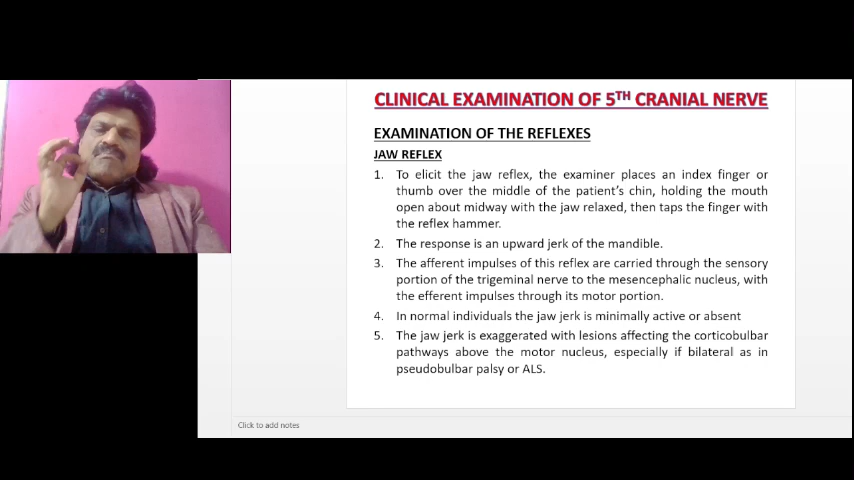 CLINICAL EXAMINATION OF 5TH CRANIAL NERVE
EXAMINATION OF THE REFLEXES
JAW REFLEX
1. To elicit the jaw reflex, the examiner places an index finger or
thumb over the middle of the patient's chin, holding the mouth
open about midway with the jaw relaxed, then taps the finger with
the reflex hammer.
2. The response is an upward jerk of the mandible.
3. The afferent impulses of this reflex are carried through the sensory
portion of the trigeminal nerve to the mesencephalic nucleus, with
the efferent impulses through its motor portion.
4. In normal individuals the jaw jerk is minimally active or absent
5. The jaw jerk is exaggerated with lesions affecting the corticobulbar
pathways above the motor nucleus, especially if bilateral as in
pseudobulbar palsy or ALS.
Click to add notes